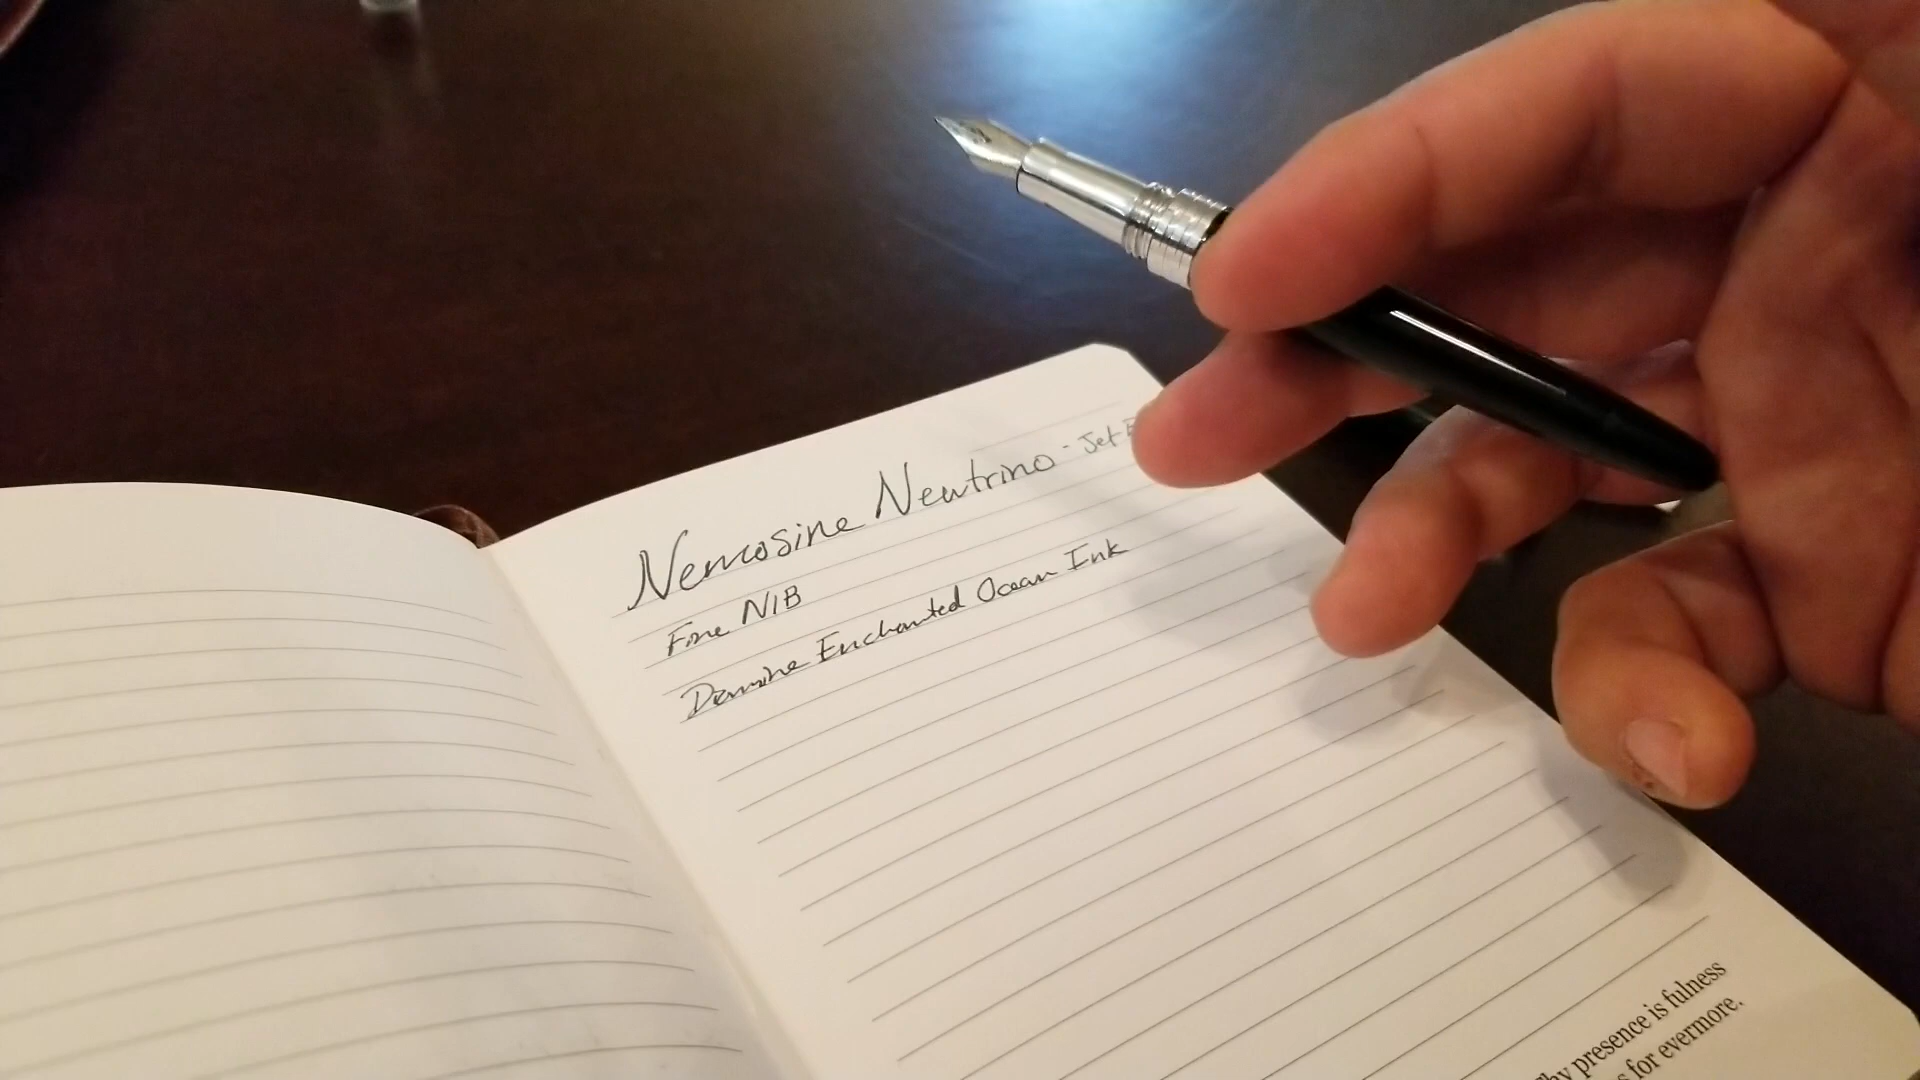 Nemosine Neutrino - Jet
Fine NIB
Diamine Enchanted Ocean Ink
Thy presence is fulness
s for evermore.